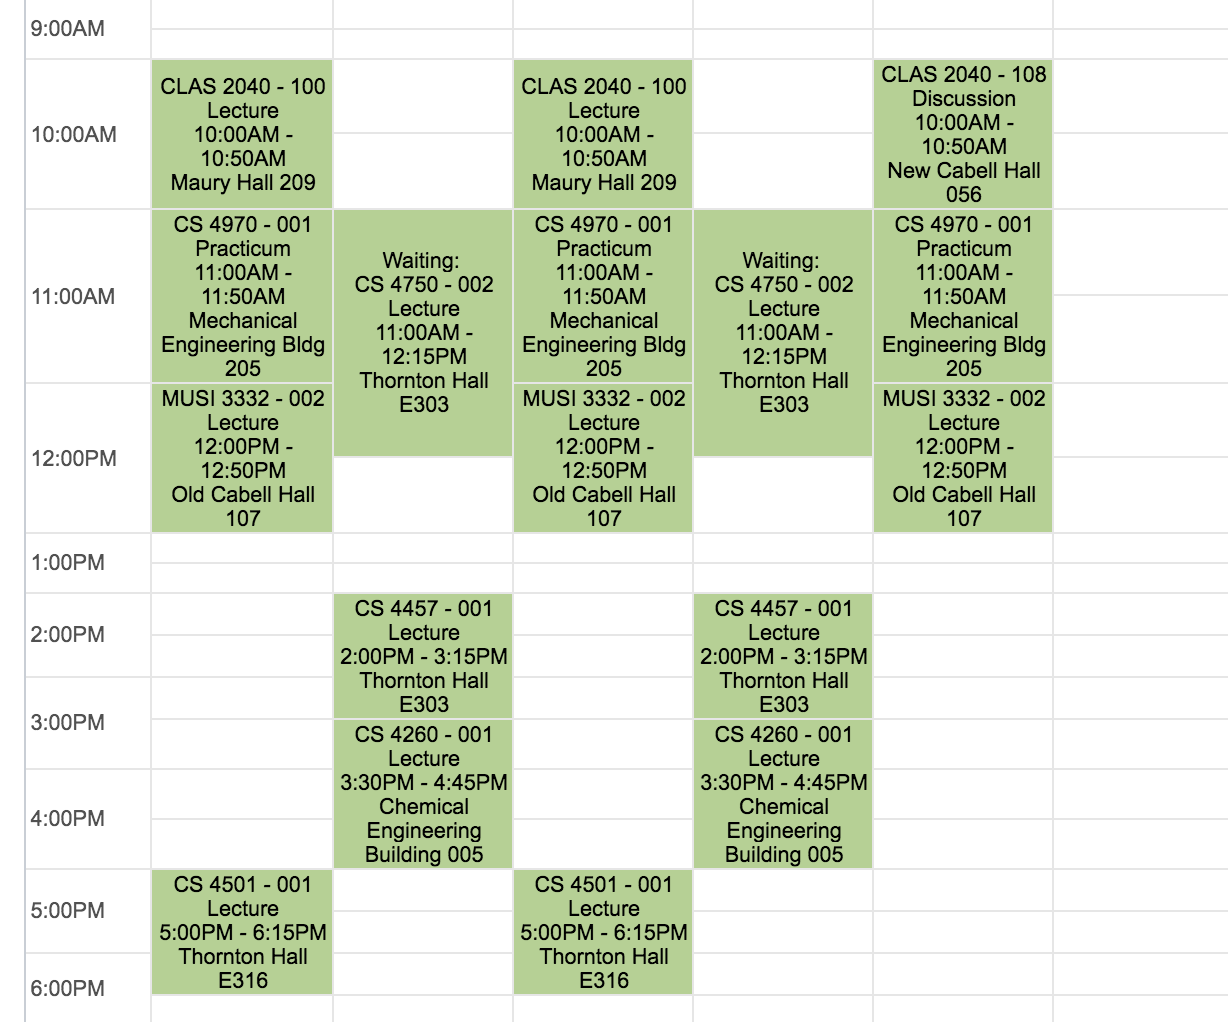 9:00AM
10:00AM
CLAS 2040 - 100
Lecture
10:00AM -
10:50AM
Maury Hall 209
CLAS 2040 - 100
Lecture
10:00AM -
10:50AM
Maury Hall 209
CLAS 2040 - 108
Discussion
10:00AM -
10:50AM
New Cabell Hall
056
11:00AM
CS 4970 - 001
Practicum
11:00AM -
11:50AM
Mechanical
Engineering Bldg
205
Waiting:
CS 4750 - 002
Lecture
11:00AM -
12:15PM
Thornton Hall
E303
CS 4970 - 001
Practicum
11:00AM -
11:50AM
Mechanical
Engineering Bldg
205
Waiting:
CS 4750 - 002
Lecture
11:00AM -
12:15PM
Thornton Hall
E303
CS 4970 - 001
Practicum
11:00AM -
11:50AM
Mechanical
Engineering Bldg
205
12:00PM
MUSI 3332 - 002
Lecture
12:00PM -
12:50PM
Old Cabell Hall
107
MUSI 3332 - 002
Lecture
12:00PM -
12:50PM
Old Cabell Hall
107
MUSI 3332 - 002
Lecture
12:00PM -
12:50PM
Old Cabell Hall
107
1:00PM
2:00PM
CS 4457 - 001
Lecture
2:00PM - 3:15PM
Thornton Hall
E303
CS 4457 - 001
Lecture
2:00PM - 3:15PM
Thornton Hall
E303
3:00PM
CS 4260 - 001
Lecture
3:30PM - 4:45PM
Chemical
Engineering
Building 005
CS 4260 - 001
Lecture
3:30PM - 4:45PM
Chemical
Engineering
Building 005
4:00PM
5:00PM
CS 4501 - 001
Lecture
5:00PM - 6:15PM
Thornton Hall
E316
CS 4501 - 001
Lecture
5:00PM - 6:15PM
Thornton Hall
E316
6:00PM